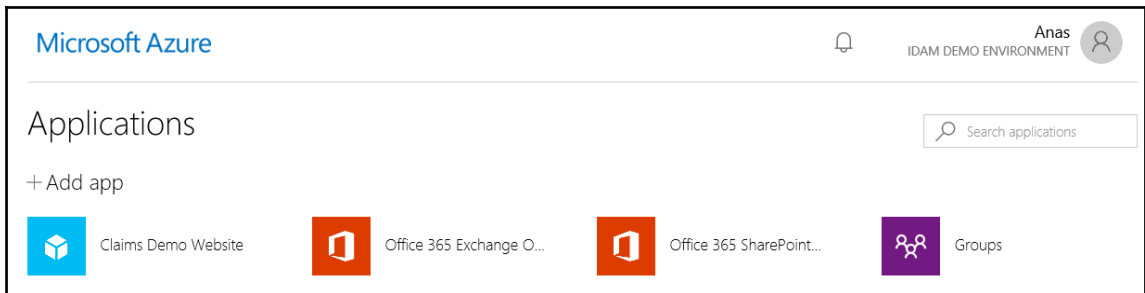 Microsoft Azure
Anas
IDAM DEMO ENVIRONMENT
Applications
Search applications
+Add app
Claims Demo Website
Office 365 Exchange O...
Office 365 SharePoint...
Groups